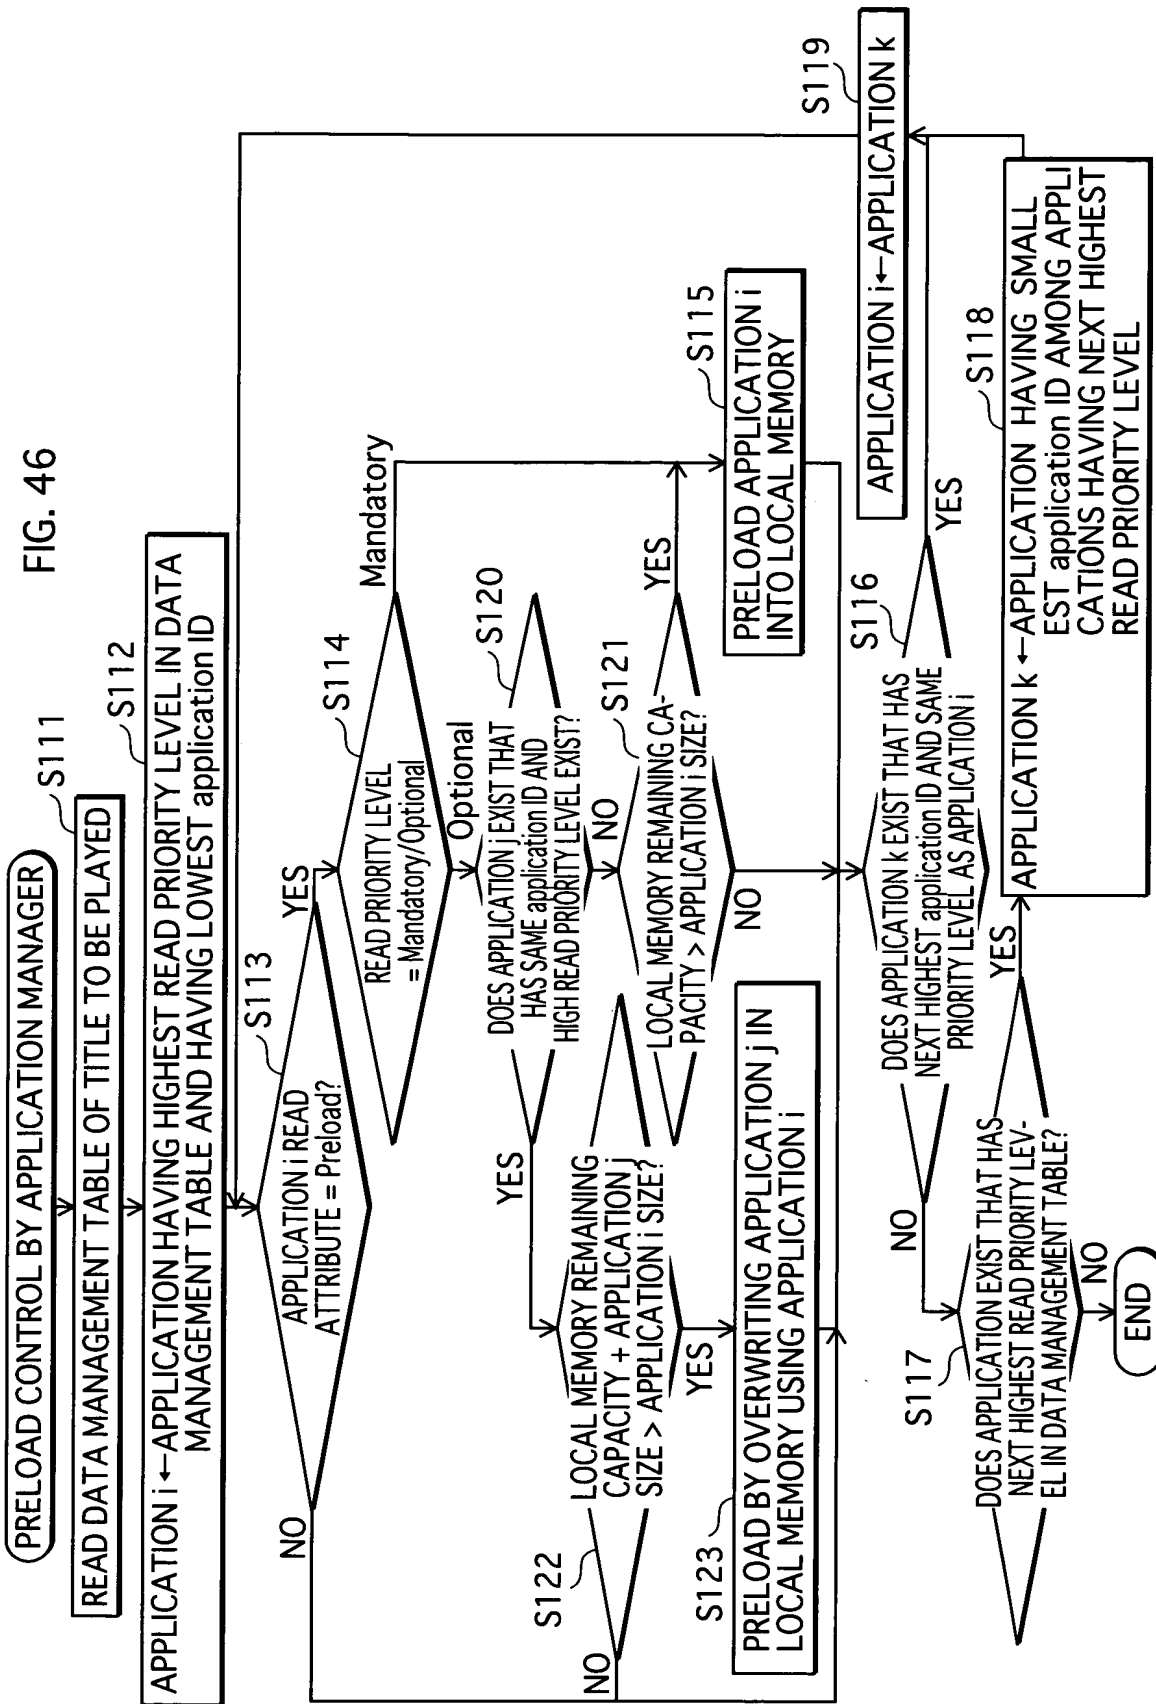 FIG. 46
PRELOAD CONTROL BY APPLICATION MANAGER
S111
READ DATA MANAGEMENT TABLE OF TITLE TO BE PLAYED
S112
APPLICATION i ← APPLICATION HAVING HIGHEST READ PRIORITY LEVEL IN DATA
MANAGEMENT TABLE AND HAVING LOWEST application ID
S113
APPLICATION i READ
ATTRIBUTE = Preload?
YES
NO
S114
READ PRIORITY LEVEL
= Mandatory/Optional
Mandatory
Optional
S120
DOES APPLICATION j EXIST THAT
HAS SAME application ID AND
HIGH READ PRIORITY LEVEL EXIST?
YES
NO
S121
LOCAL MEMORY REMAINING CA-
PACITY > APPLICATION i SIZE?
YES
NO
S115
PRELOAD APPLICATION i
INTO LOCAL MEMORY
S122
LOCAL MEMORY REMAINING
CAPACITY + APPLICATION j
SIZE > APPLICATION i SIZE?
NO
YES
S123
PRELOAD BY OVERWRITING APPLICATION j IN
LOCAL MEMORY USING APPLICATION i
S116
DOES APPLICATION k EXIST THAT HAS
NEXT HIGHEST application ID AND SAME
PRIORITY LEVEL AS APPLICATION i
YES
NO
S119
APPLICATION i ← APPLICATION k
S117
DOES APPLICATION EXIST THAT HAS
NEXT HIGHEST READ PRIORITY LEV-
EL IN DATA MANAGEMENT TABLE?
YES
NO
S118
APPLICATION k ← APPLICATION HAVING SMALL
EST application ID AMONG APPLI
CATIONS HAVING NEXT HIGHEST
READ PRIORITY LEVEL
END